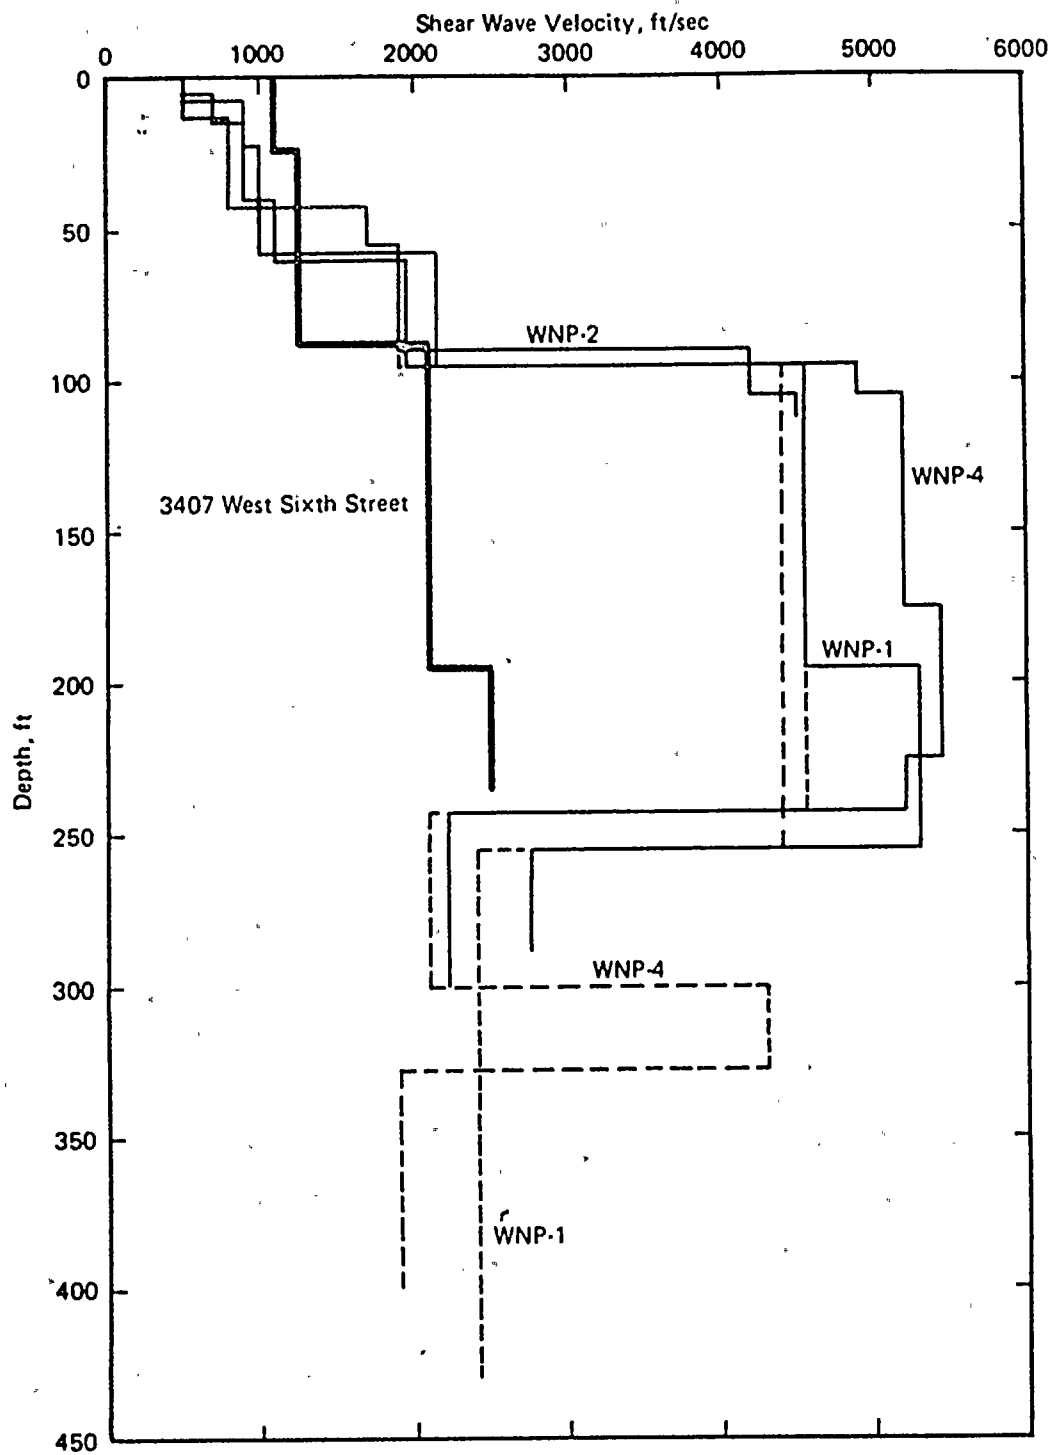 Shear Wave Velocity, ft/sec
0 1000 2000 3000 4000 5000 6000
0
50
100
150
200
250
300
350
400
450
Depth, ft
WNP-2
WNP-4
3407 West Sixth Street
WNP-1
WNP-4
WNP-1